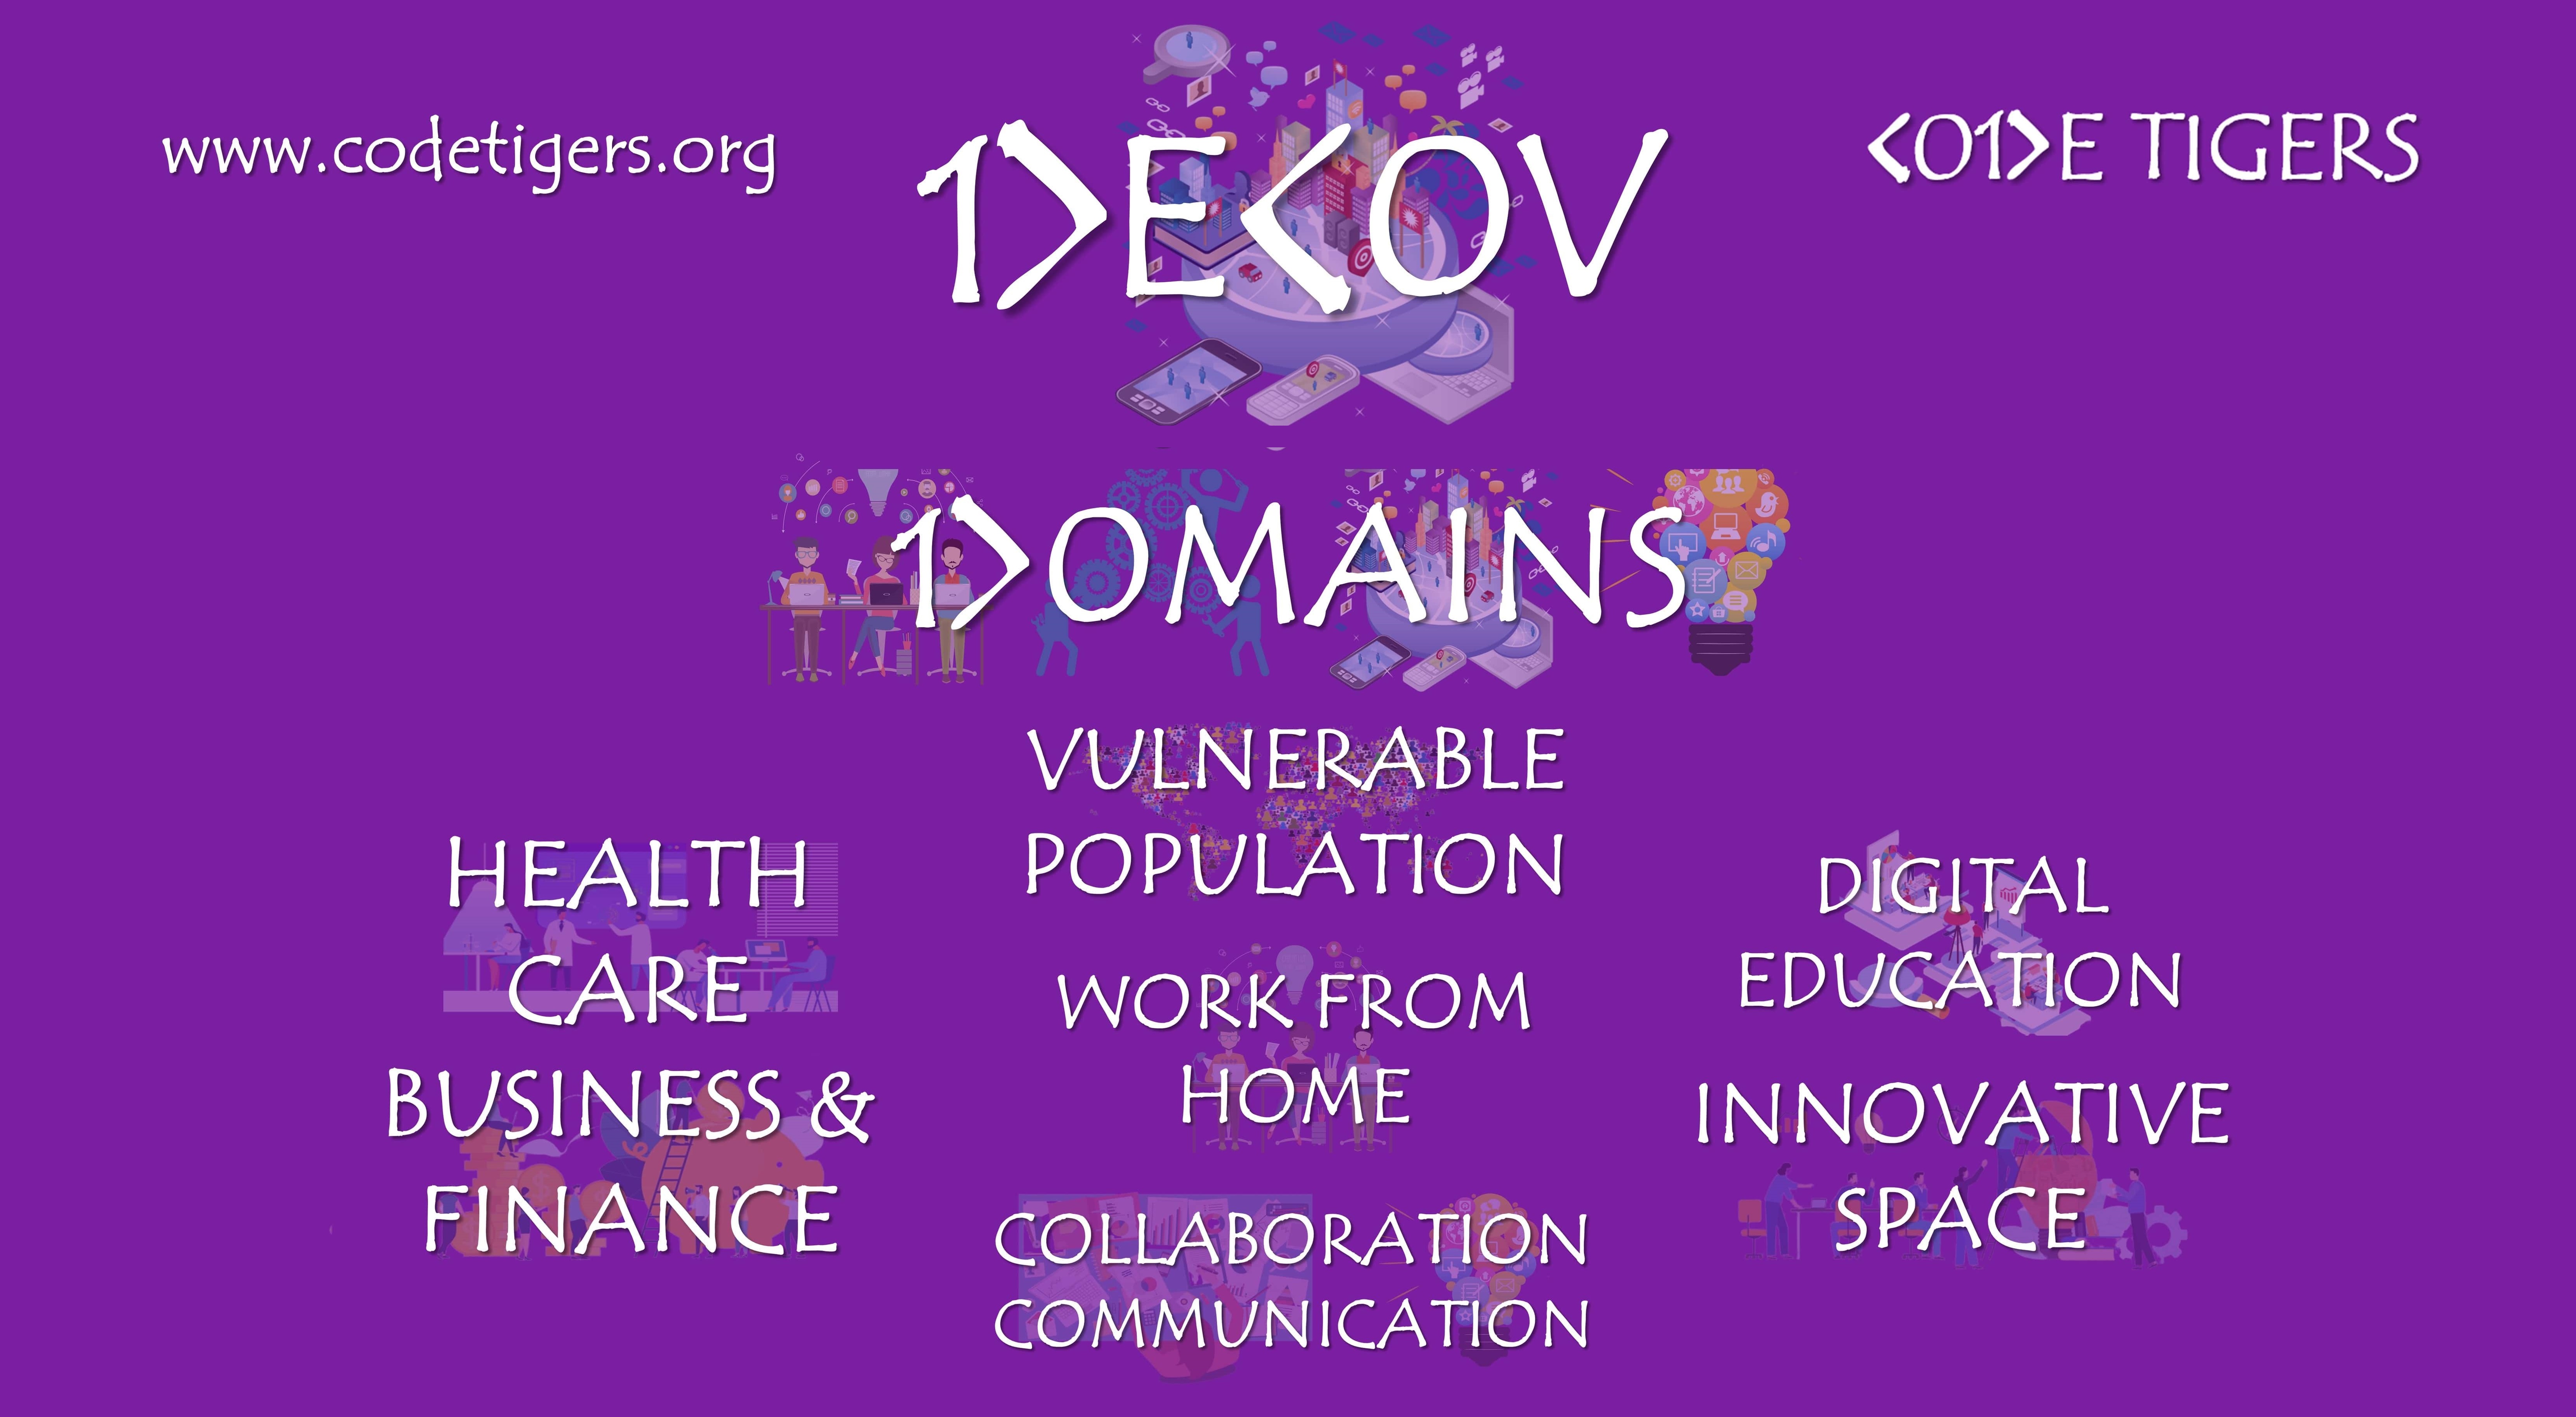 www.codetigers.org
<01>E TIGERS
1>E<OV
1>OMAINS
VULNERABLE
POPULATION
HEALTH
CARE
DIGITAL
EDUCATION
WORK FROM
HOME
BUSINESS &
FINANCE
INNOVATIVE
SPACE
COLLABORATION
COMMUNICATION